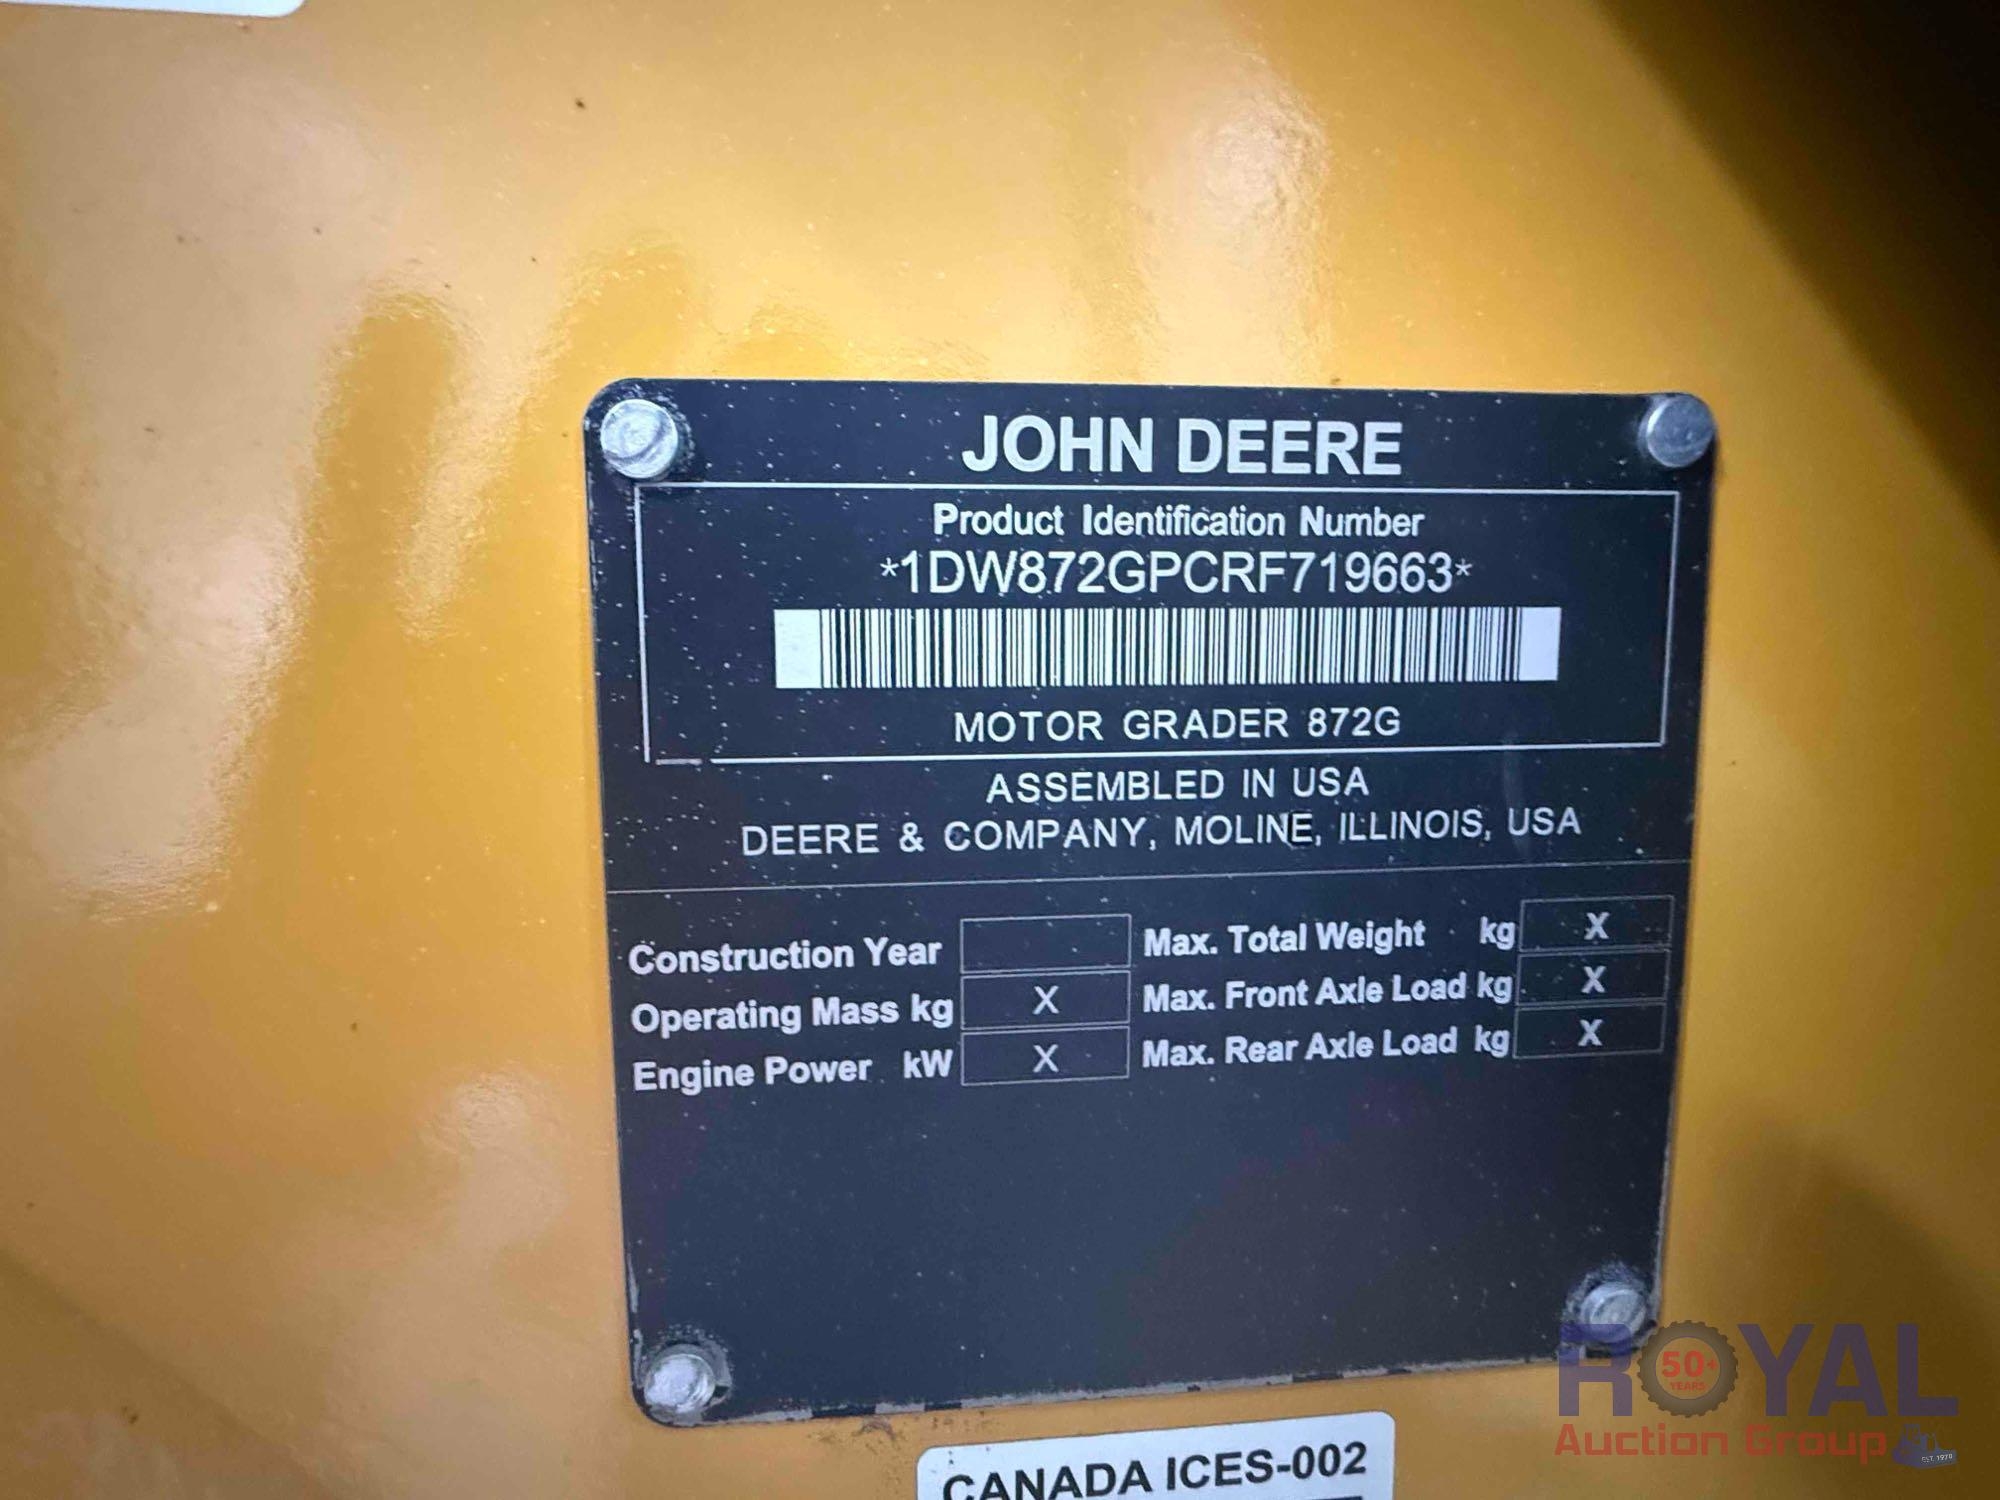 JOHN DEERE
Product Identification Number
*1DW872GPCRF719663*
MOTOR GRADER 872G
ASSEMBLED IN USA
DEERE & COMPANY, MOLINE, ILLINOIS, USA
Construction Year
Operating Mass kg X
Engine Power kW X
Max. Total Weight kg X
Max. Front Axle Load kg X
Max. Rear Axle Load kg X
CANADA ICES-002
ROYAL
50+
YEARS
Auction Group
EST. 1970